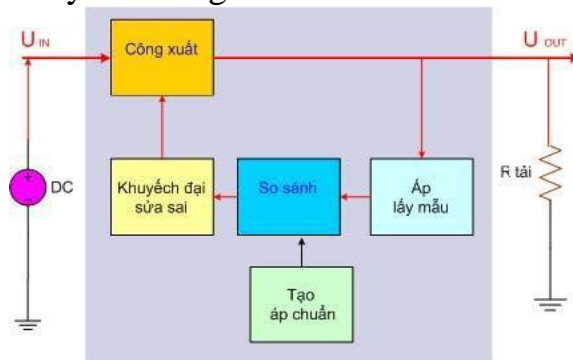 U IN
Công xuất
U OUT
DC
Khuyếch đại
sửa sai
So sánh
Áp
lấy mẫu
R tải
Tạo
áp chuẩn